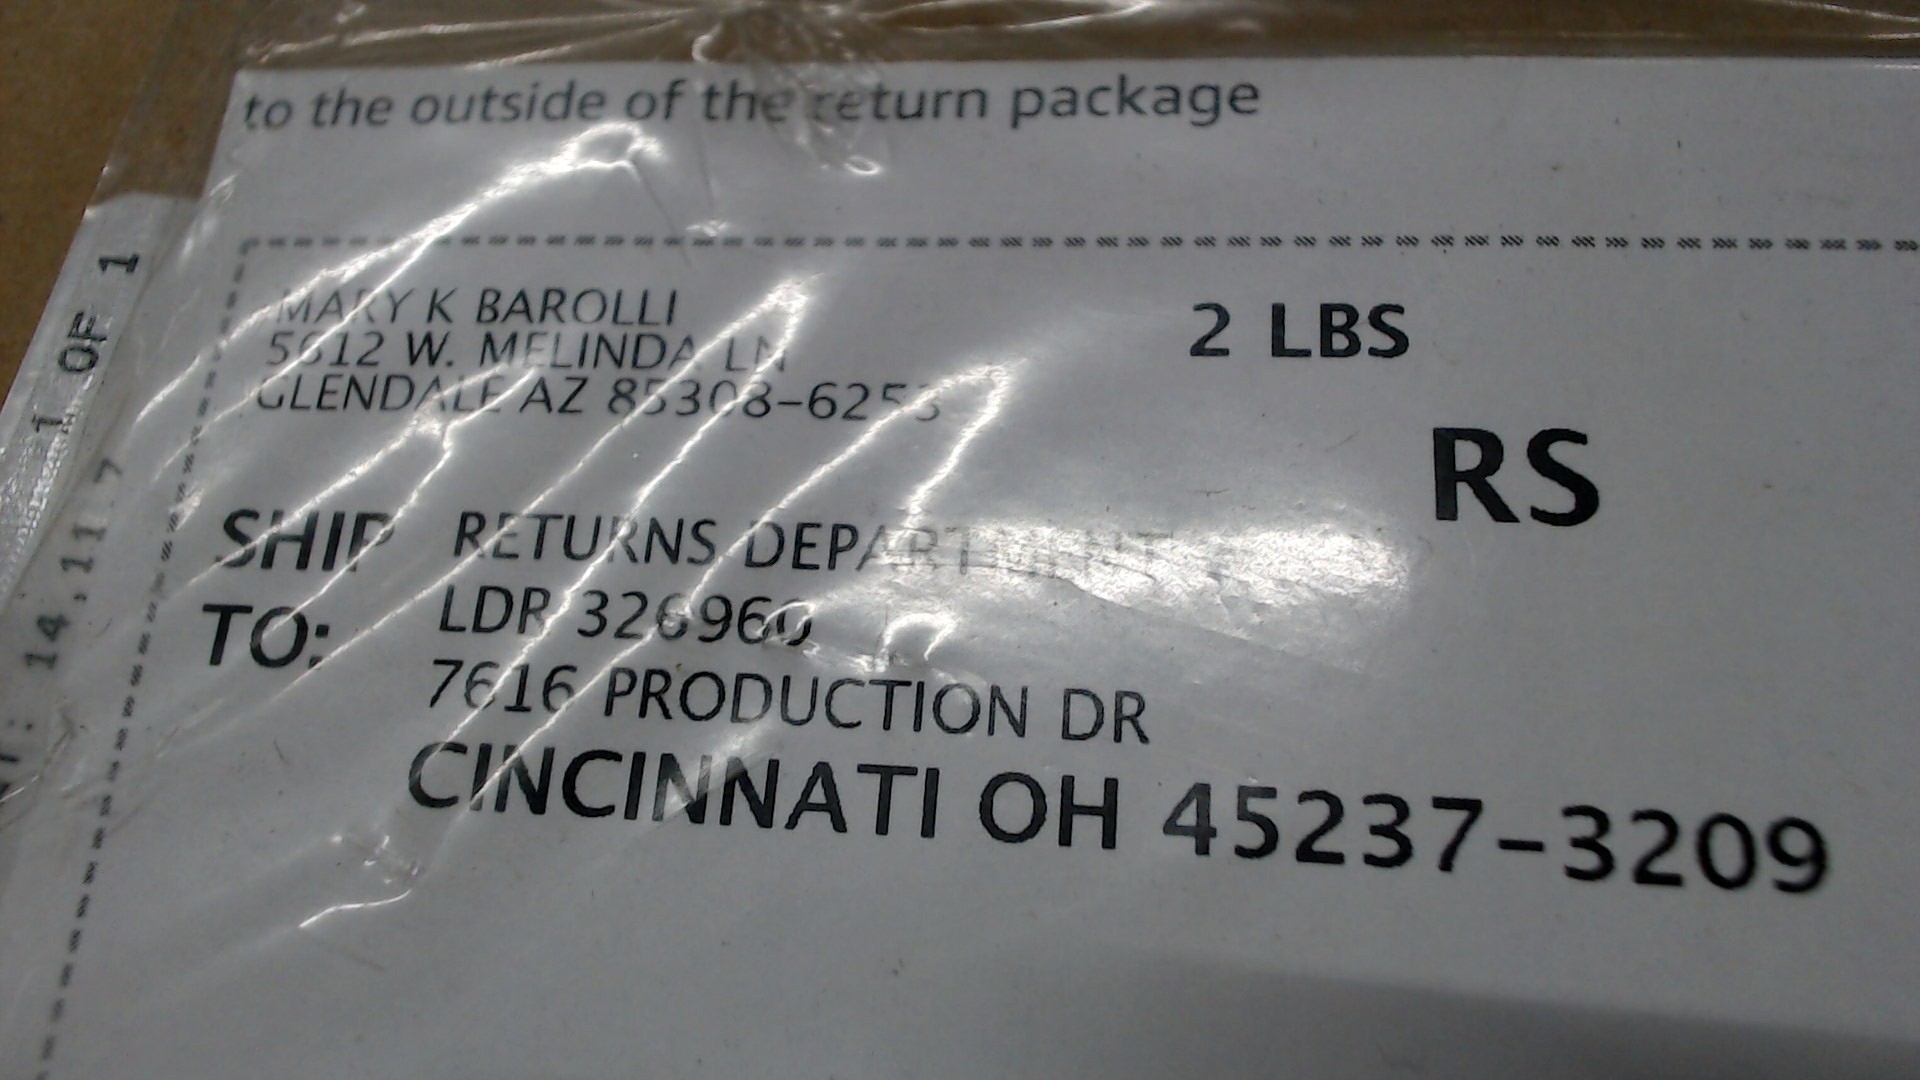 to the outside of the return package
MARY K BAROLLI
5612 W. MELINDA LN
GLENDALE AZ 85308-6253
2 LBS
RS
SHIP TO:
RETURNS DEPARTMENT
LDR 326960
7616 PRODUCTION DR
CINCINNATI OH 45237-3209
1 OF 1
14,11,7